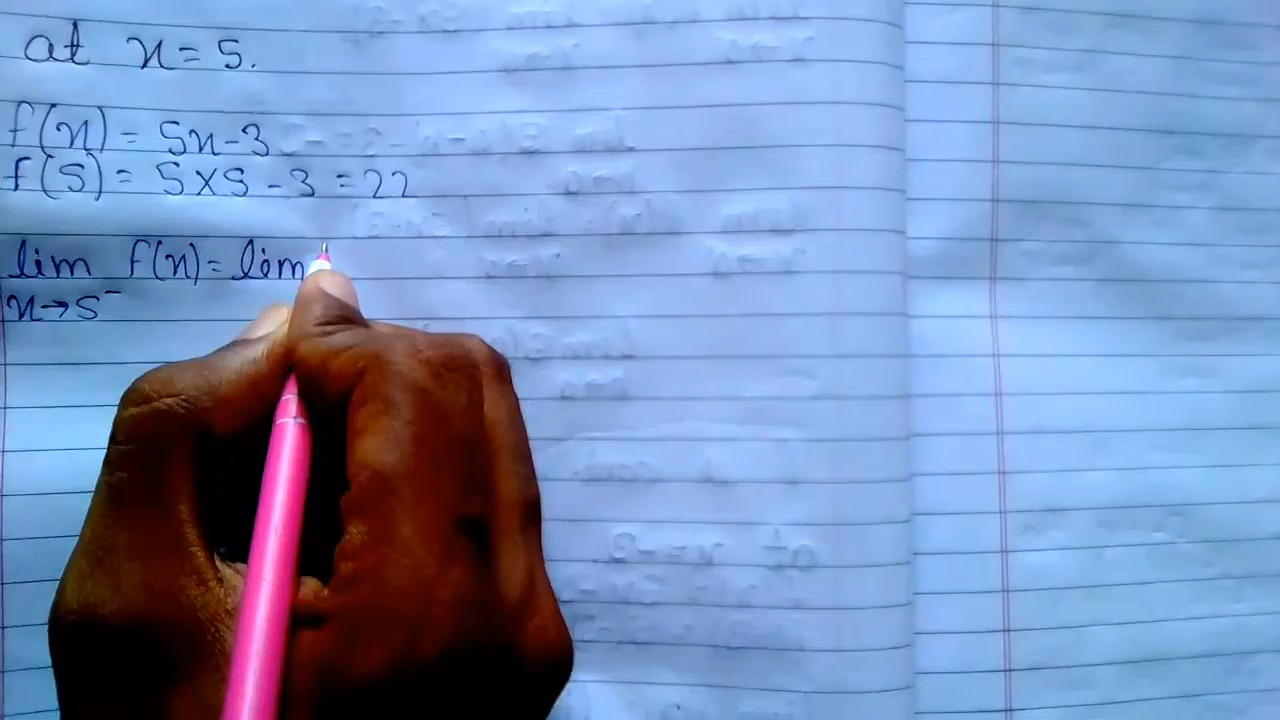 at x = 5.
f(x) = 5x-3
f(5) = 5×5 -3 = 22
lim f(x) = lim
x→5⁻